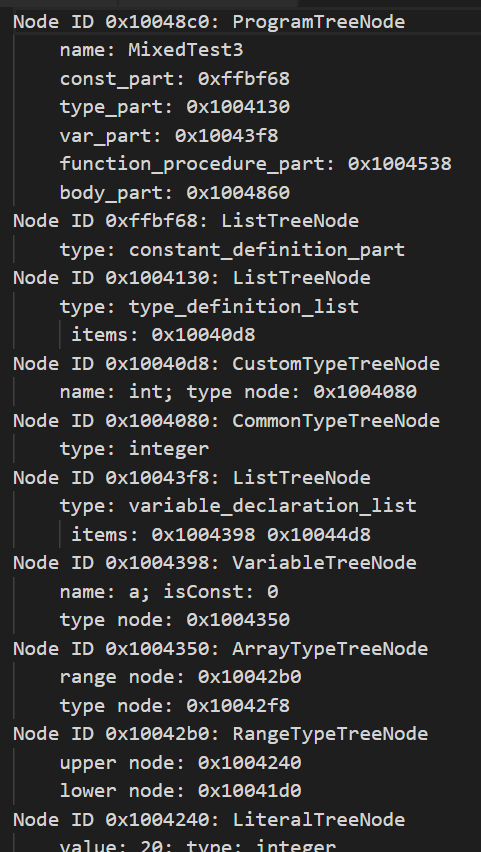 Node ID 0x10048c0: ProgramTreeNode
name: MixedTest3
const_part: 0xffbf68
type_part: 0x1004130
var_part: 0x10043f8
function_procedure_part: 0x1004538
body_part: 0x1004860
Node ID 0xffbf68: ListTreeNode
type: constant_definition_part
Node ID 0x1004130: ListTreeNode
type: type_definition_list
items: 0x10040d8
Node ID 0x10040d8: CustomTypeTreeNode
name: int; type node: 0x1004080
Node ID 0x1004080: CommonTypeTreeNode
type: integer
Node ID 0x10043f8: ListTreeNode
type: variable_declaration_list
items: 0x1004398 0x10044d8
Node ID 0x1004398: VariableTreeNode
name: a; isConst: 0
type node: 0x1004350
Node ID 0x1004350: ArrayTypeTreeNode
range node: 0x10042b0
type node: 0x10042f8
Node ID 0x10042b0: RangeTypeTreeNode
upper node: 0x1004240
lower node: 0x10041d0
Node ID 0x1004240: LiteralTreeNode
value: 20; type: integer